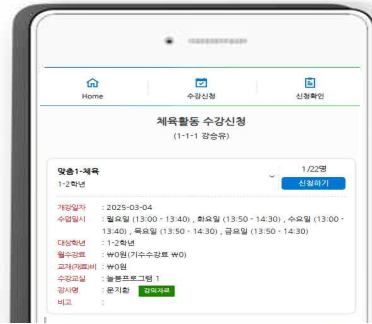 Home
수강신청
신청확인
체육활동 수강신청
(1-1-1 강승유)
맞춤1-체육
1 /22명
1-2학년
신청하기
개강일자 : 2025-03-04
수업일시 : 월요일 (13:00 - 13:40) , 화요일 (13:50 - 14:30) , 수요일 (13:00 -
13:40) , 목요일 (13:50 - 14:30) , 금요일 (13:50 - 14:30)
대상학년 : 1-2학년
월수강료 : ₩0원(기수수강료 ₩0)
교재(재료)비 : ₩0원
수강교실 : 늘봄프로그램 1
강사명 : 문지환 강의자료
비고 :